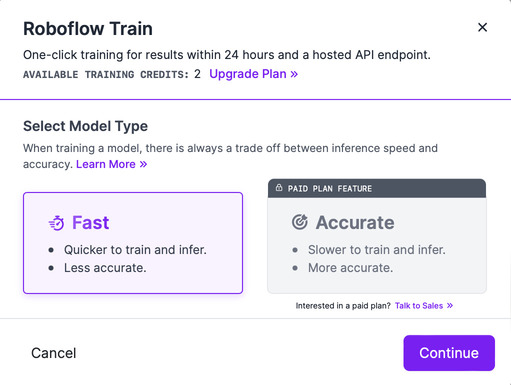 Roboflow Train
One-click training for results within 24 hours and a hosted API endpoint.
AVAILABLE TRAINING CREDITS: 2 Upgrade Plan »
Select Model Type
When training a model, there is always a trade off between inference speed and
accuracy. Learn More »
Fast
• Quicker to train and infer.
• Less accurate.
PAID PLAN FEATURE
Accurate
• Slower to train and infer.
• More accurate.
Interested in a paid plan? Talk to Sales »
Cancel
Continue